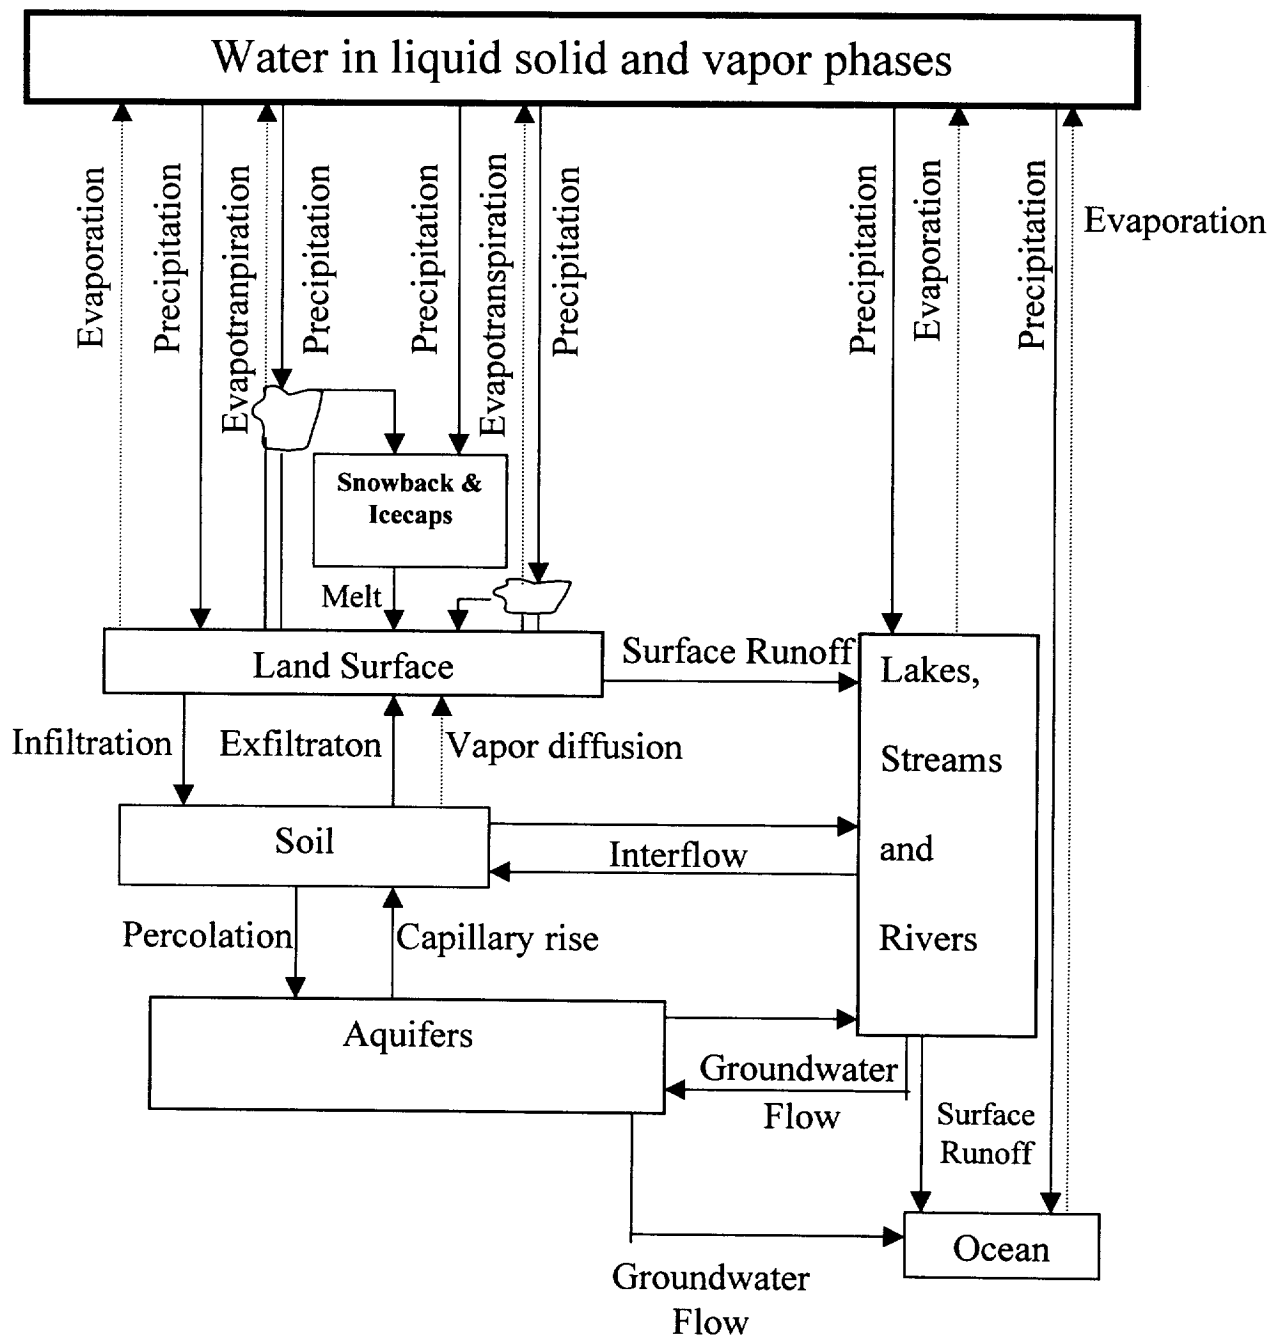 Water in liquid solid and vapor phases
Evaporation
Precipitation
Evapotranpiration
Precipitation
Precipitation
Evapotranspiration
Precipitation
Precipitation
Evaporation
Precipitation
Evaporation
Snowback &
Icecaps
Melt
Land Surface
Surface Runoff
Lakes,
Streams
and
Rivers
Infiltration
Exfiltraton
Vapor diffusion
Soil
Interflow
Percolation
Capillary rise
Aquifers
Groundwater
Flow
Surface
Runoff
Ocean
Groundwater
Flow